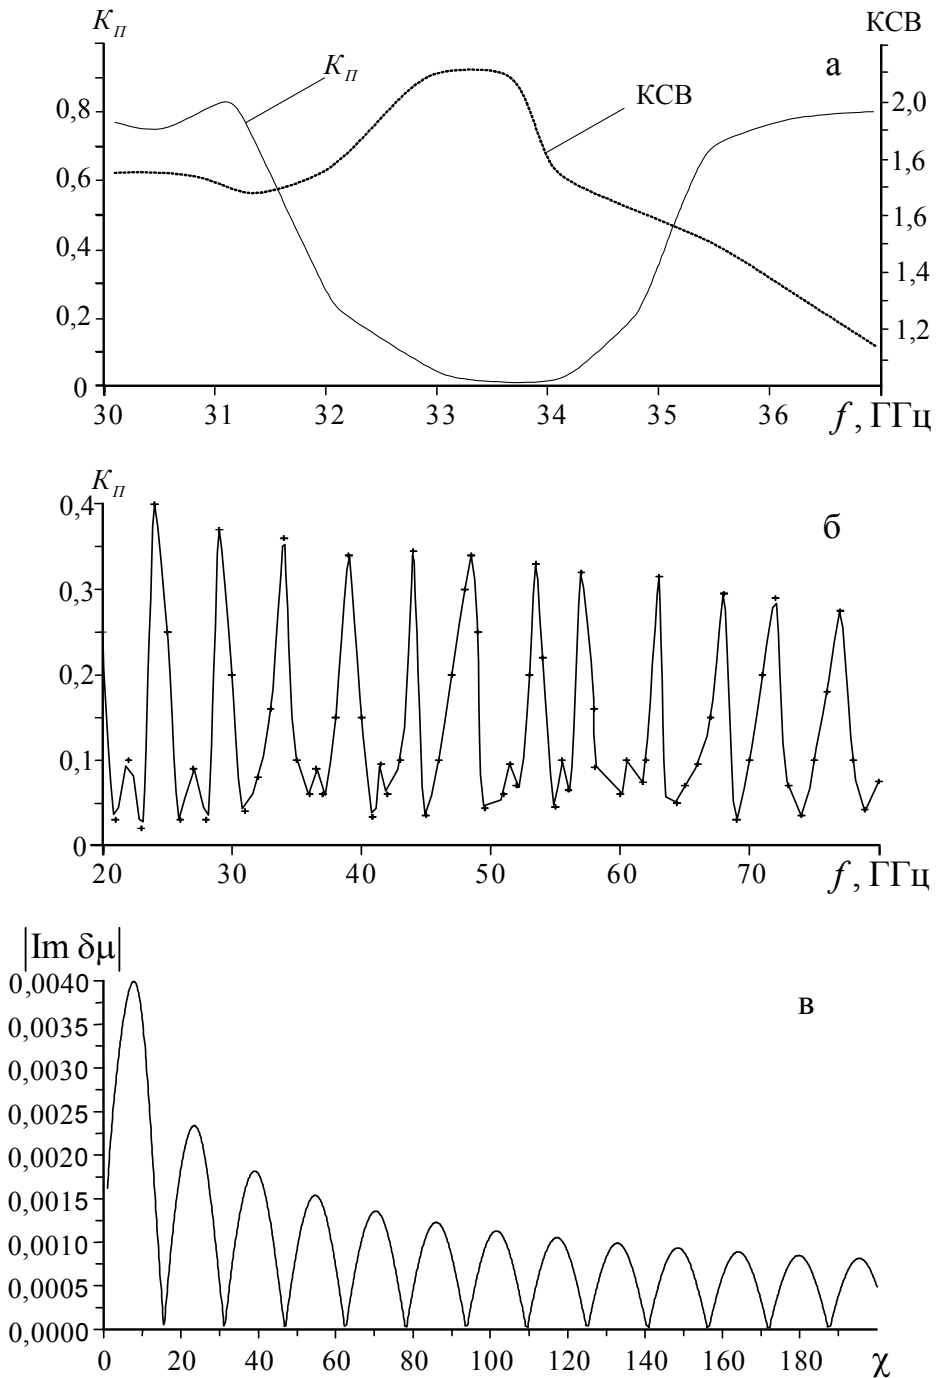 K_П КСВ
а
K_П
КСВ
0,8 2,0
0,6 1,6
1,6
0,4 1,4
0,2 1,2
0
30 31 32 33 34 35 36 f, ГГц
K_П
0,4 б
0,3
0,2
0,1
0
20 30 40 50 60 70 f, ГГц
|Im δμ|
0,0040 в
0,0035
0,0030
0,0025
0,0020
0,0015
0,0010
0,0005
0,0000
0 20 40 60 80 100 120 140 160 180 χ